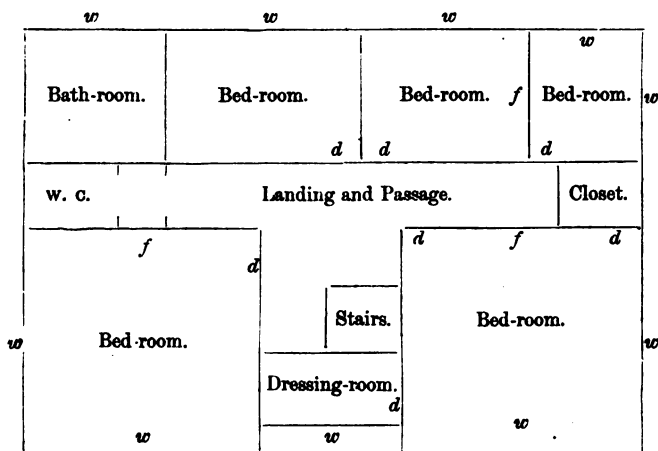 w w w
w
Bath-room. Bed-room. Bed-room. f Bed-room. w
d d d
W. C. Landing and Passage. Closet.
f d f d
d
Stairs.
w Bed-room. Bed-room. w
Dressing-room.
d
w w w